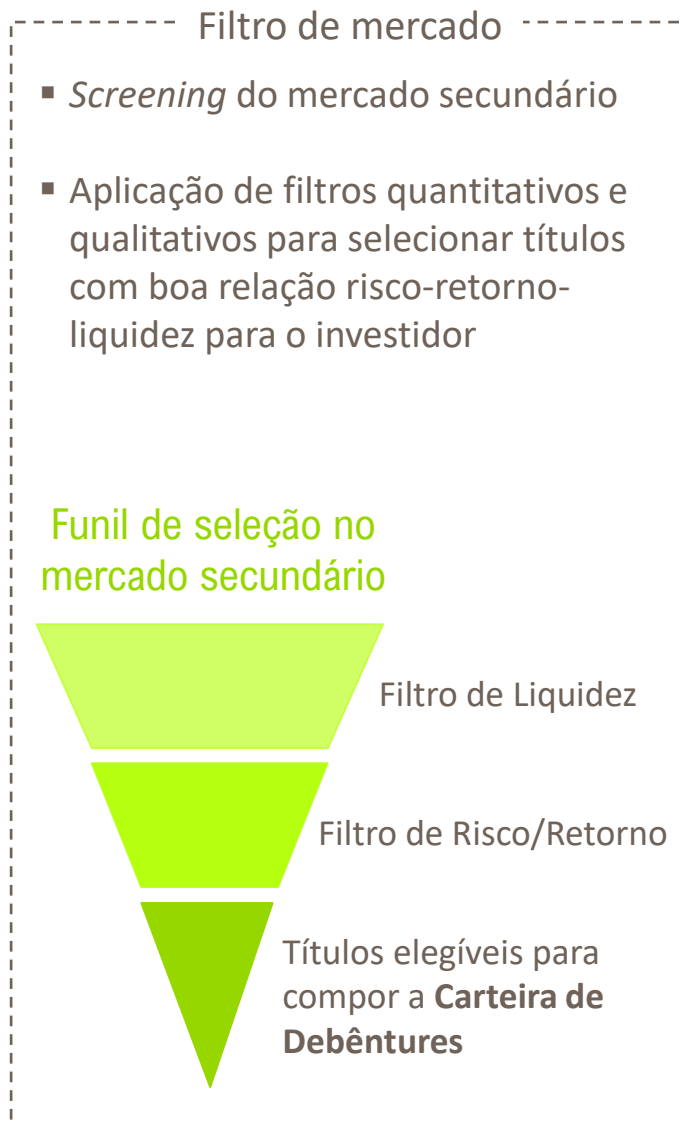 Filtro de mercado
▪ Screening do mercado secundário
▪ Aplicação de filtros quantitativos e
qualitativos para selecionar títulos
com boa relação risco-retorno-
liquidez para o investidor
Funil de seleção no
mercado secundário
Filtro de Liquidez
Filtro de Risco/Retorno
Títulos elegíveis para
compor a Carteira de
Debêntures